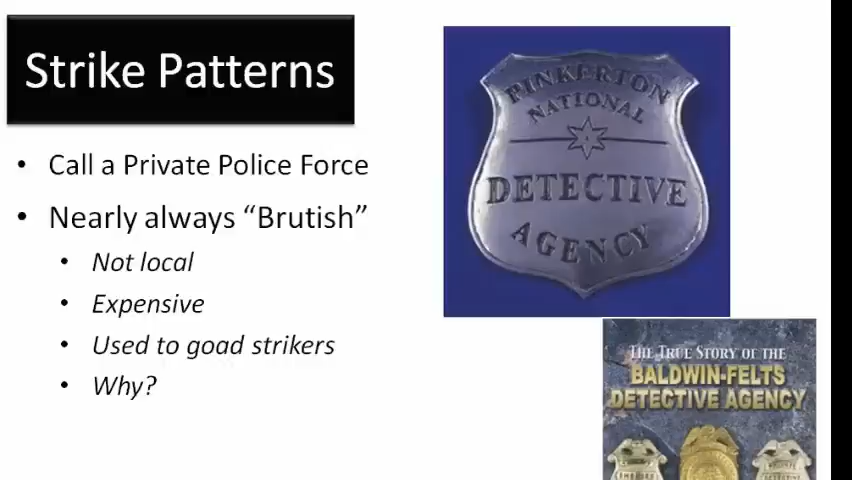 Strike Patterns
• Call a Private Police Force
• Nearly always “Brutish”
• Not local
• Expensive
• Used to goad strikers
• Why?
PINKERTON
NATIONAL
DETECTIVE
AGENCY
THE TRUE STORY OF THE
BALDWIN-FELTS
DETECTIVE AGENCY